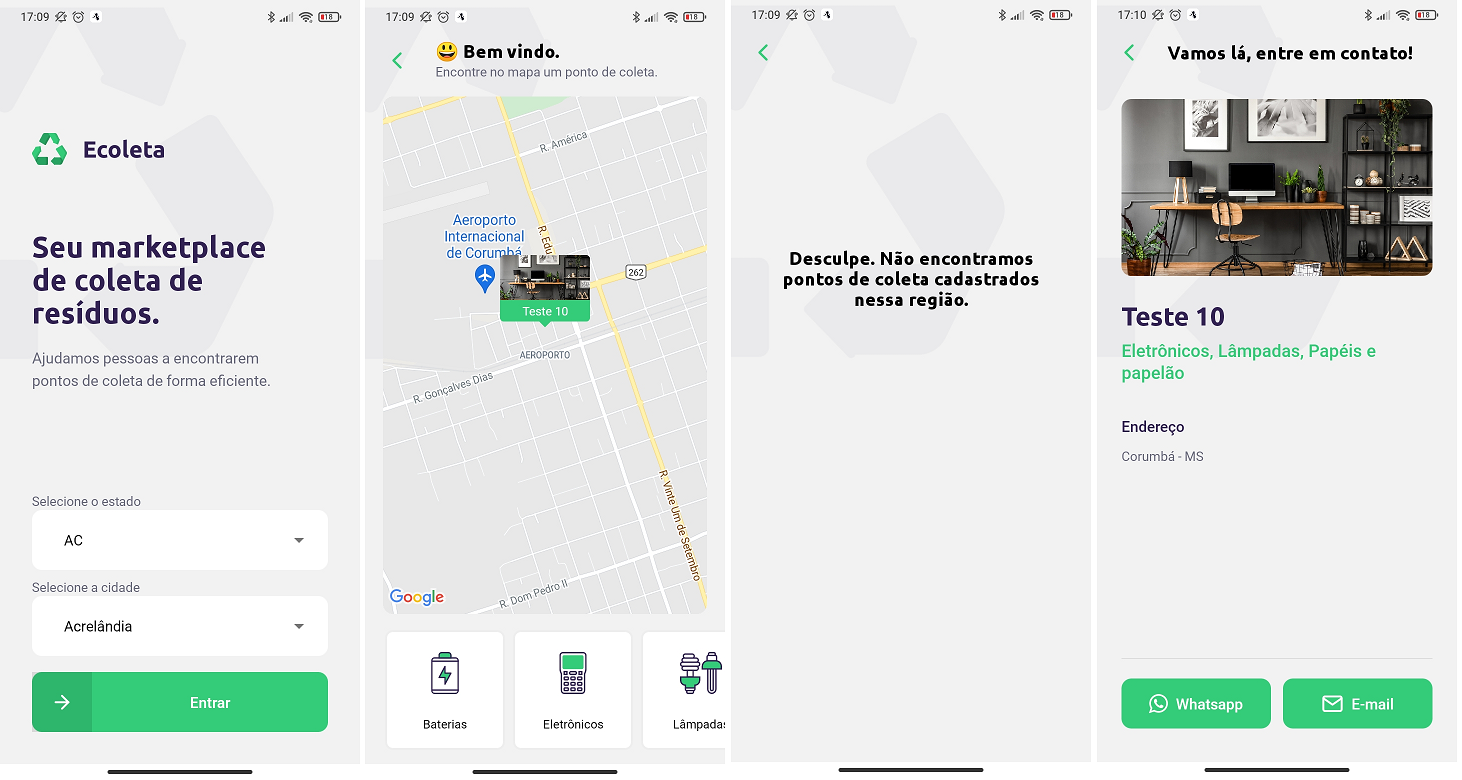 17:09
18
Ecoleta
Seu marketplace
de coleta de
resíduos.
Ajudamos pessoas a encontrarem
pontos de coleta de forma eficiente.
Selecione o estado
AC
Selecione a cidade
Acrelândia
Entrar
17:09
18
😃 Bem vindo.
Encontre no mapa um ponto de coleta.
R. América
Aeroporto
Internacional
de Corumbá
R. Edu
262
Teste 10
AEROPORTO
R. Gonçalves Dias
R. Vinte Um de Setembro
R. Dom Pedro II
Google
Baterias
Eletrônicos
Lâmpadas
17:09
18
Desculpe. Não encontramos
pontos de coleta cadastrados
nessa região.
17:10
18
Vamos lá, entre em contato!
Teste 10
Eletrônicos, Lâmpadas, Papéis e
papelão
Endereço
Corumbá - MS
Whatsapp
E-mail